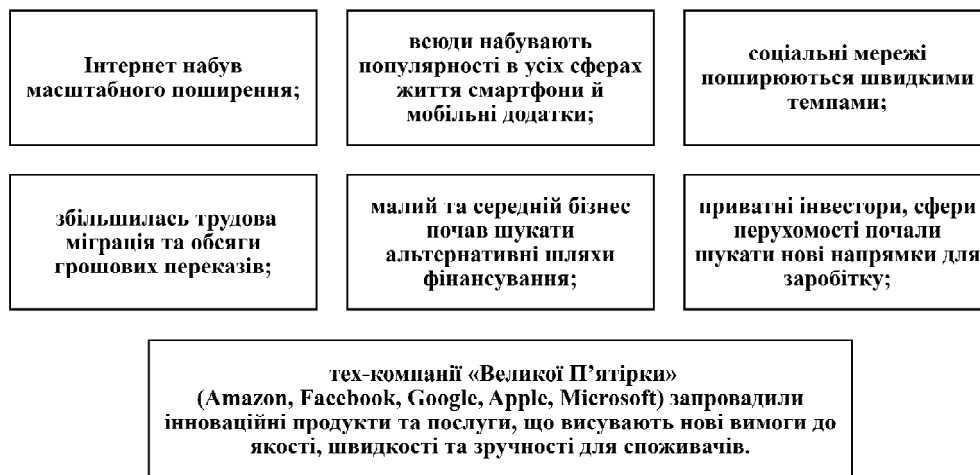 Інтернет набув
масштабного поширення;
всюди набувають
популярності в усіх сферах
життя смартфони й
мобільні додатки;
соціальні мережі
поширюються швидкими
темпами;
збільшилась трудова
міграція та обсяги
грошових переказів;
малий та середній бізнес
почав шукати
альтернативні шляхи
фінансування;
приватні інвестори, сфери
нерухомості почали
шукати нові напрямки для
заробітку;
тех-компанії «Великої П’ятірки»
(Amazon, Facebook, Google, Apple, Microsoft) запровадили
інноваційні продукти та послуги, що висувають нові вимоги до
якості, швидкості та зручності для споживачів.